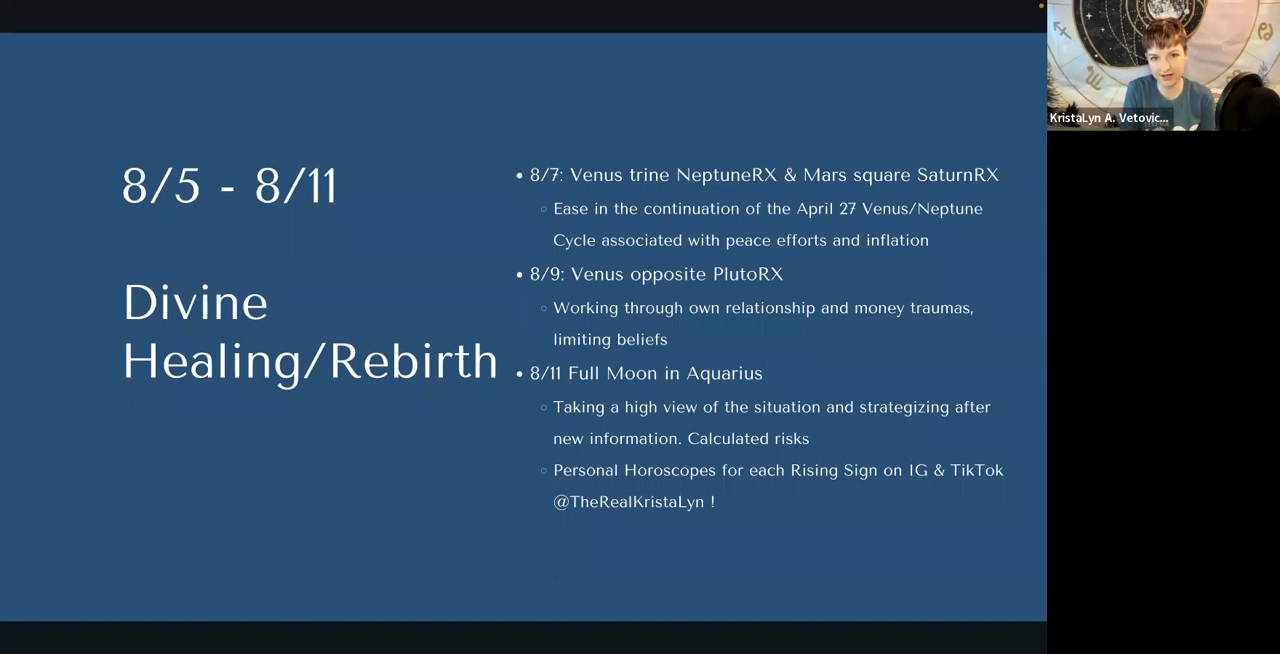 8/5 - 8/11
Divine
Healing/Rebirth
• 8/7: Venus trine NeptuneRX & Mars square SaturnRX
◦ Ease in the continuation of the April 27 Venus/Neptune
Cycle associated with peace efforts and inflation
• 8/9: Venus opposite PlutoRX
◦ Working through own relationship and money traumas,
limiting beliefs
• 8/11 Full Moon in Aquarius
◦ Taking a high view of the situation and strategizing after
new information. Calculated risks
◦ Personal Horoscopes for each Rising Sign on IG & TikTok
@TheRealKristaLyn !
KristaLyn A. Vetovic...